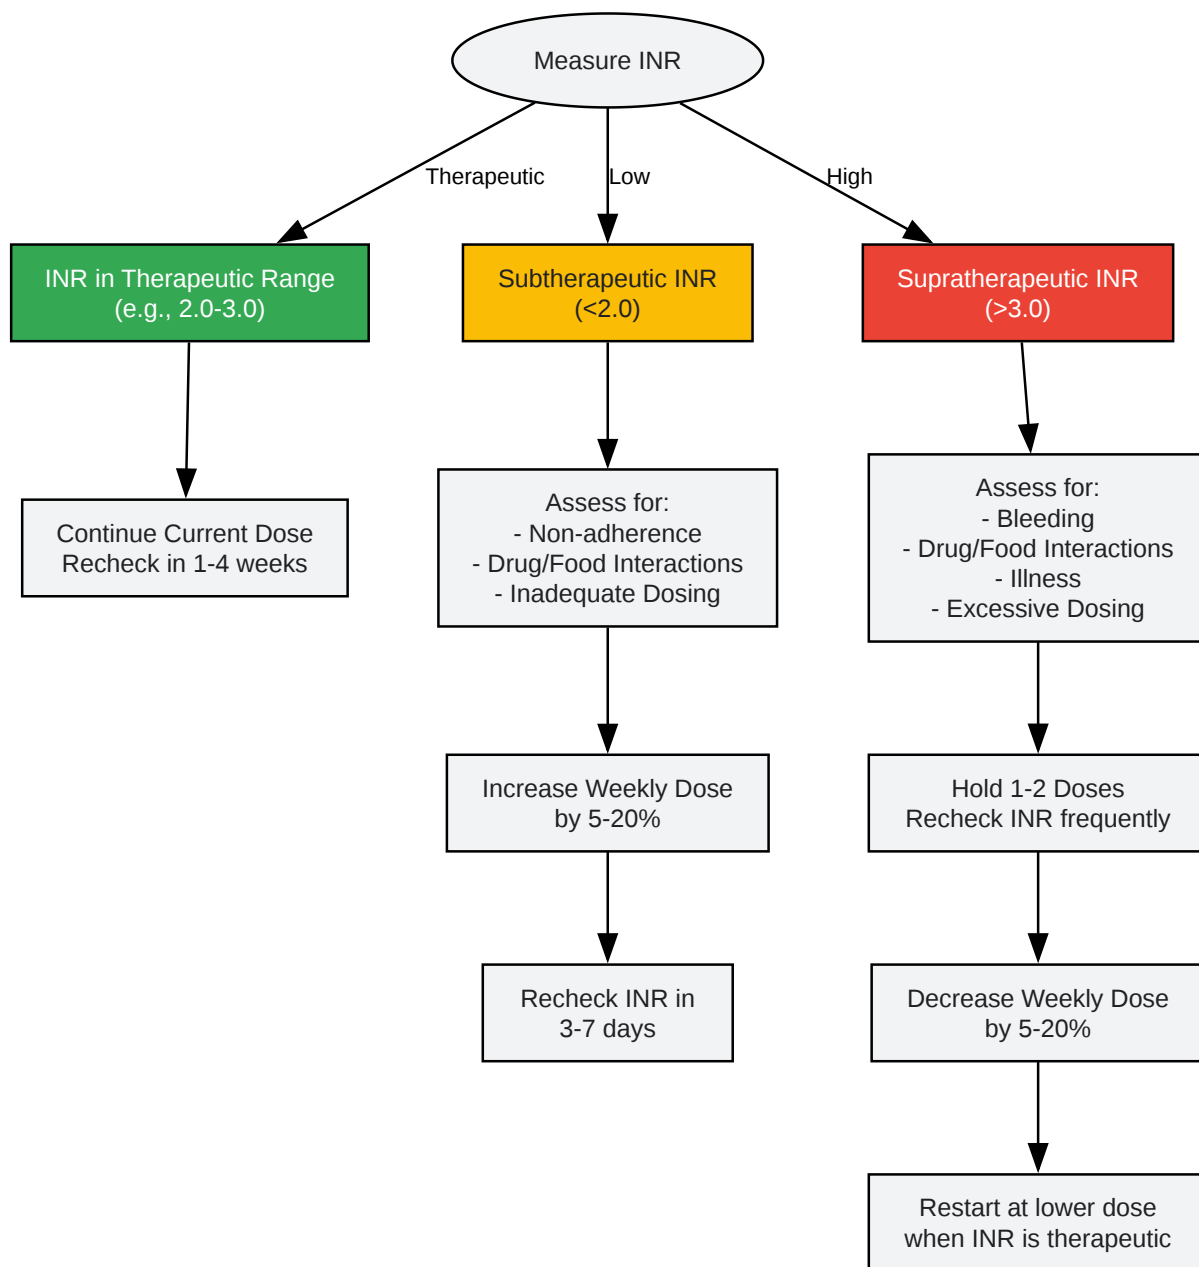 Measure INR
Therapeutic
Low
High
INR in Therapeutic Range
(e.g., 2.0-3.0)
Subtherapeutic INR
(<2.0)
Supratherapeutic INR
(>3.0)
Continue Current Dose
Recheck in 1-4 weeks
Assess for:
- Non-adherence
- Drug/Food Interactions
- Inadequate Dosing
Assess for:
- Bleeding
- Drug/Food Interactions
- Illness
- Excessive Dosing
Increase Weekly Dose
by 5-20%
Hold 1-2 Doses
Recheck INR frequently
Recheck INR in
3-7 days
Decrease Weekly Dose
by 5-20%
Restart at lower dose
when INR is therapeutic